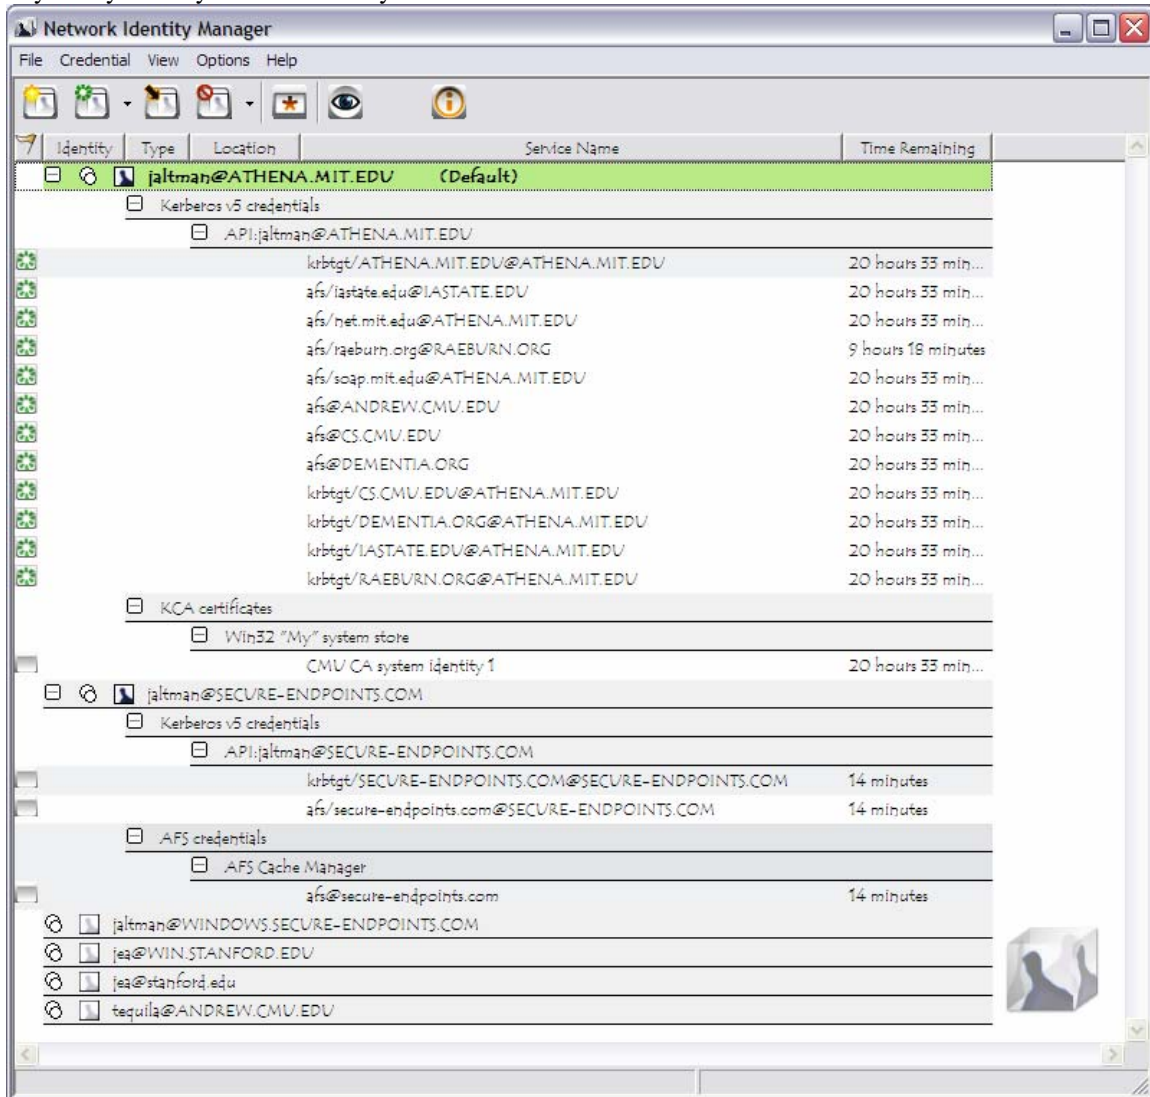 Network Identity Manager
File Credential View Options Help
Identity Type Location Service Name Time Remaining
jaltman@ATHENA.MIT.EDU (Default)
Kerberos v5 credentials
API:jaltman@ATHENA.MIT.EDU
krbtgt/ATHENA.MIT.EDU@ATHENA.MIT.EDU 20 hours 33 min...
afs/iastate.edu@IASTATE.EDU 20 hours 33 min...
afs/net.mit.edu@ATHENA.MIT.EDU 20 hours 33 min...
afs/raeburn.org@RAEBURN.ORG 9 hours 18 minutes
afs/soap.mit.edu@ATHENA.MIT.EDU 20 hours 33 min...
afs@ANDREW.CMU.EDU 20 hours 33 min...
afs@CS.CMU.EDU 20 hours 33 min...
afs@DEMENTIA.ORG 20 hours 33 min...
krbtgt/CS.CMU.EDU@ATHENA.MIT.EDU 20 hours 33 min...
krbtgt/DEMENTIA.ORG@ATHENA.MIT.EDU 20 hours 33 min...
krbtgt/IASTATE.EDU@ATHENA.MIT.EDU 20 hours 33 min...
krbtgt/RAEBURN.ORG@ATHENA.MIT.EDU 20 hours 33 min...
KCA certificates
Win32 "My" system store
CMU CA system identity 1 20 hours 33 min...
jaltman@SECURE-ENDPOINTS.COM
Kerberos v5 credentials
API:jaltman@SECURE-ENDPOINTS.COM
krbtgt/SECURE-ENDPOINTS.COM@SECURE-ENDPOINTS.COM 14 minutes
afs/secure-endpoints.com@SECURE-ENDPOINTS.COM 14 minutes
AFS credentials
AFS Cache Manager
afs@secure-endpoints.com 14 minutes
jaltman@WINDOWS.SECURE-ENDPOINTS.COM
jea@WIN.STANFORD.EDU
jea@stanford.edu
tequila@ANDREW.CMU.EDU